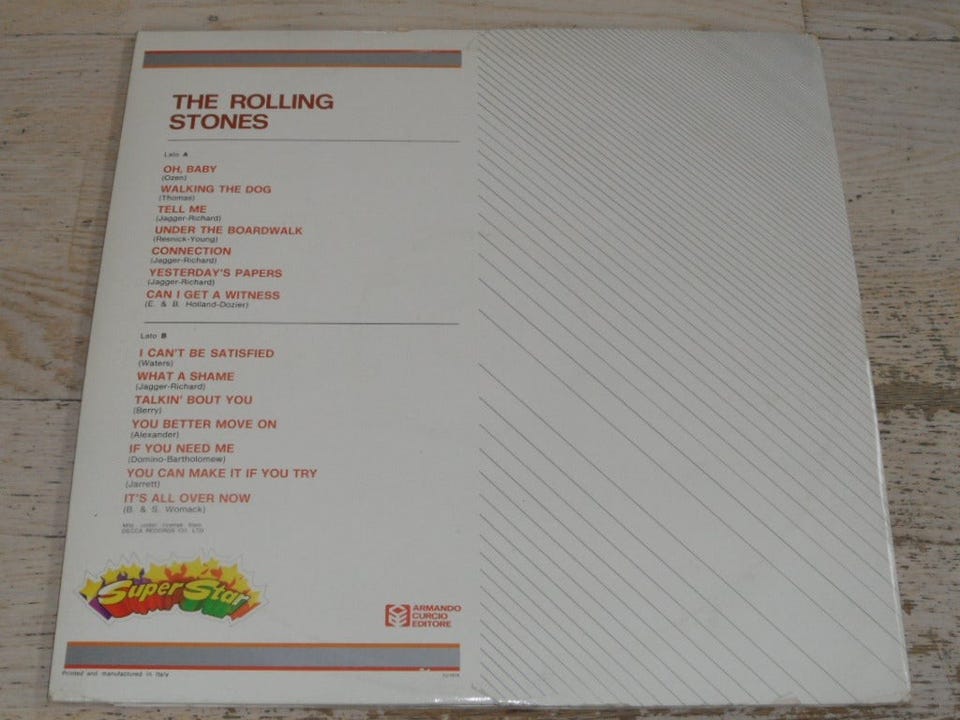 THE ROLLING
STONES
Lato A
OH, BABY
(Ozen)
WALKING THE DOG
(Thomas)
TELL ME
(Jagger-Richard)
UNDER THE BOARDWALK
(Resnick-Young)
CONNECTION
(Jagger-Richard)
YESTERDAY'S PAPERS
(Jagger-Richard)
CAN I GET A WITNESS
(E. & B. Holland-Dozier)
Lato B
I CAN'T BE SATISFIED
(Waters)
WHAT A SHAME
(Jagger-Richard)
TALKIN' BOUT YOU
(Berry)
YOU BETTER MOVE ON
(Alexander)
IF YOU NEED ME
(Domino-Bartholomew)
YOU CAN MAKE IT IF YOU TRY
(Jarrett)
IT'S ALL OVER NOW
(B. & S. Womack)
under license from
DECCA RECORDS CO. LTD
Super Star
ARMANDO
CURCIO
EDITORE
Printed and manufactured in Italy